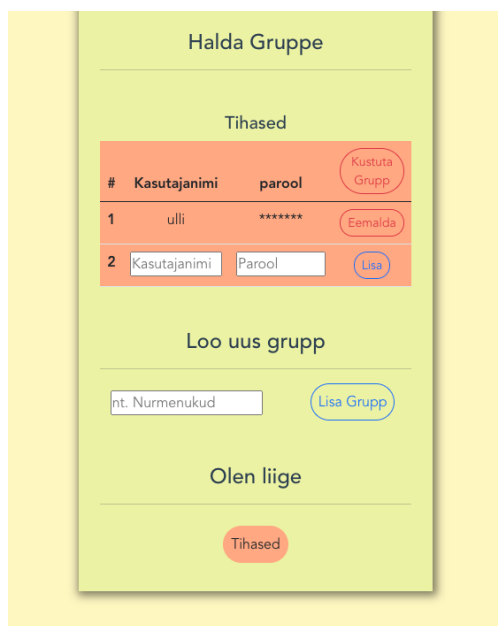 Halda Gruppe
Tihased
# Kasutajanimi parool Kustuta Grupp
1 ulli ******* Eemalda
2 Kasutajanimi Parool Lisa
Loo uus grupp
nt. Nurmenukud Lisa Grupp
Olen liige
Tihased